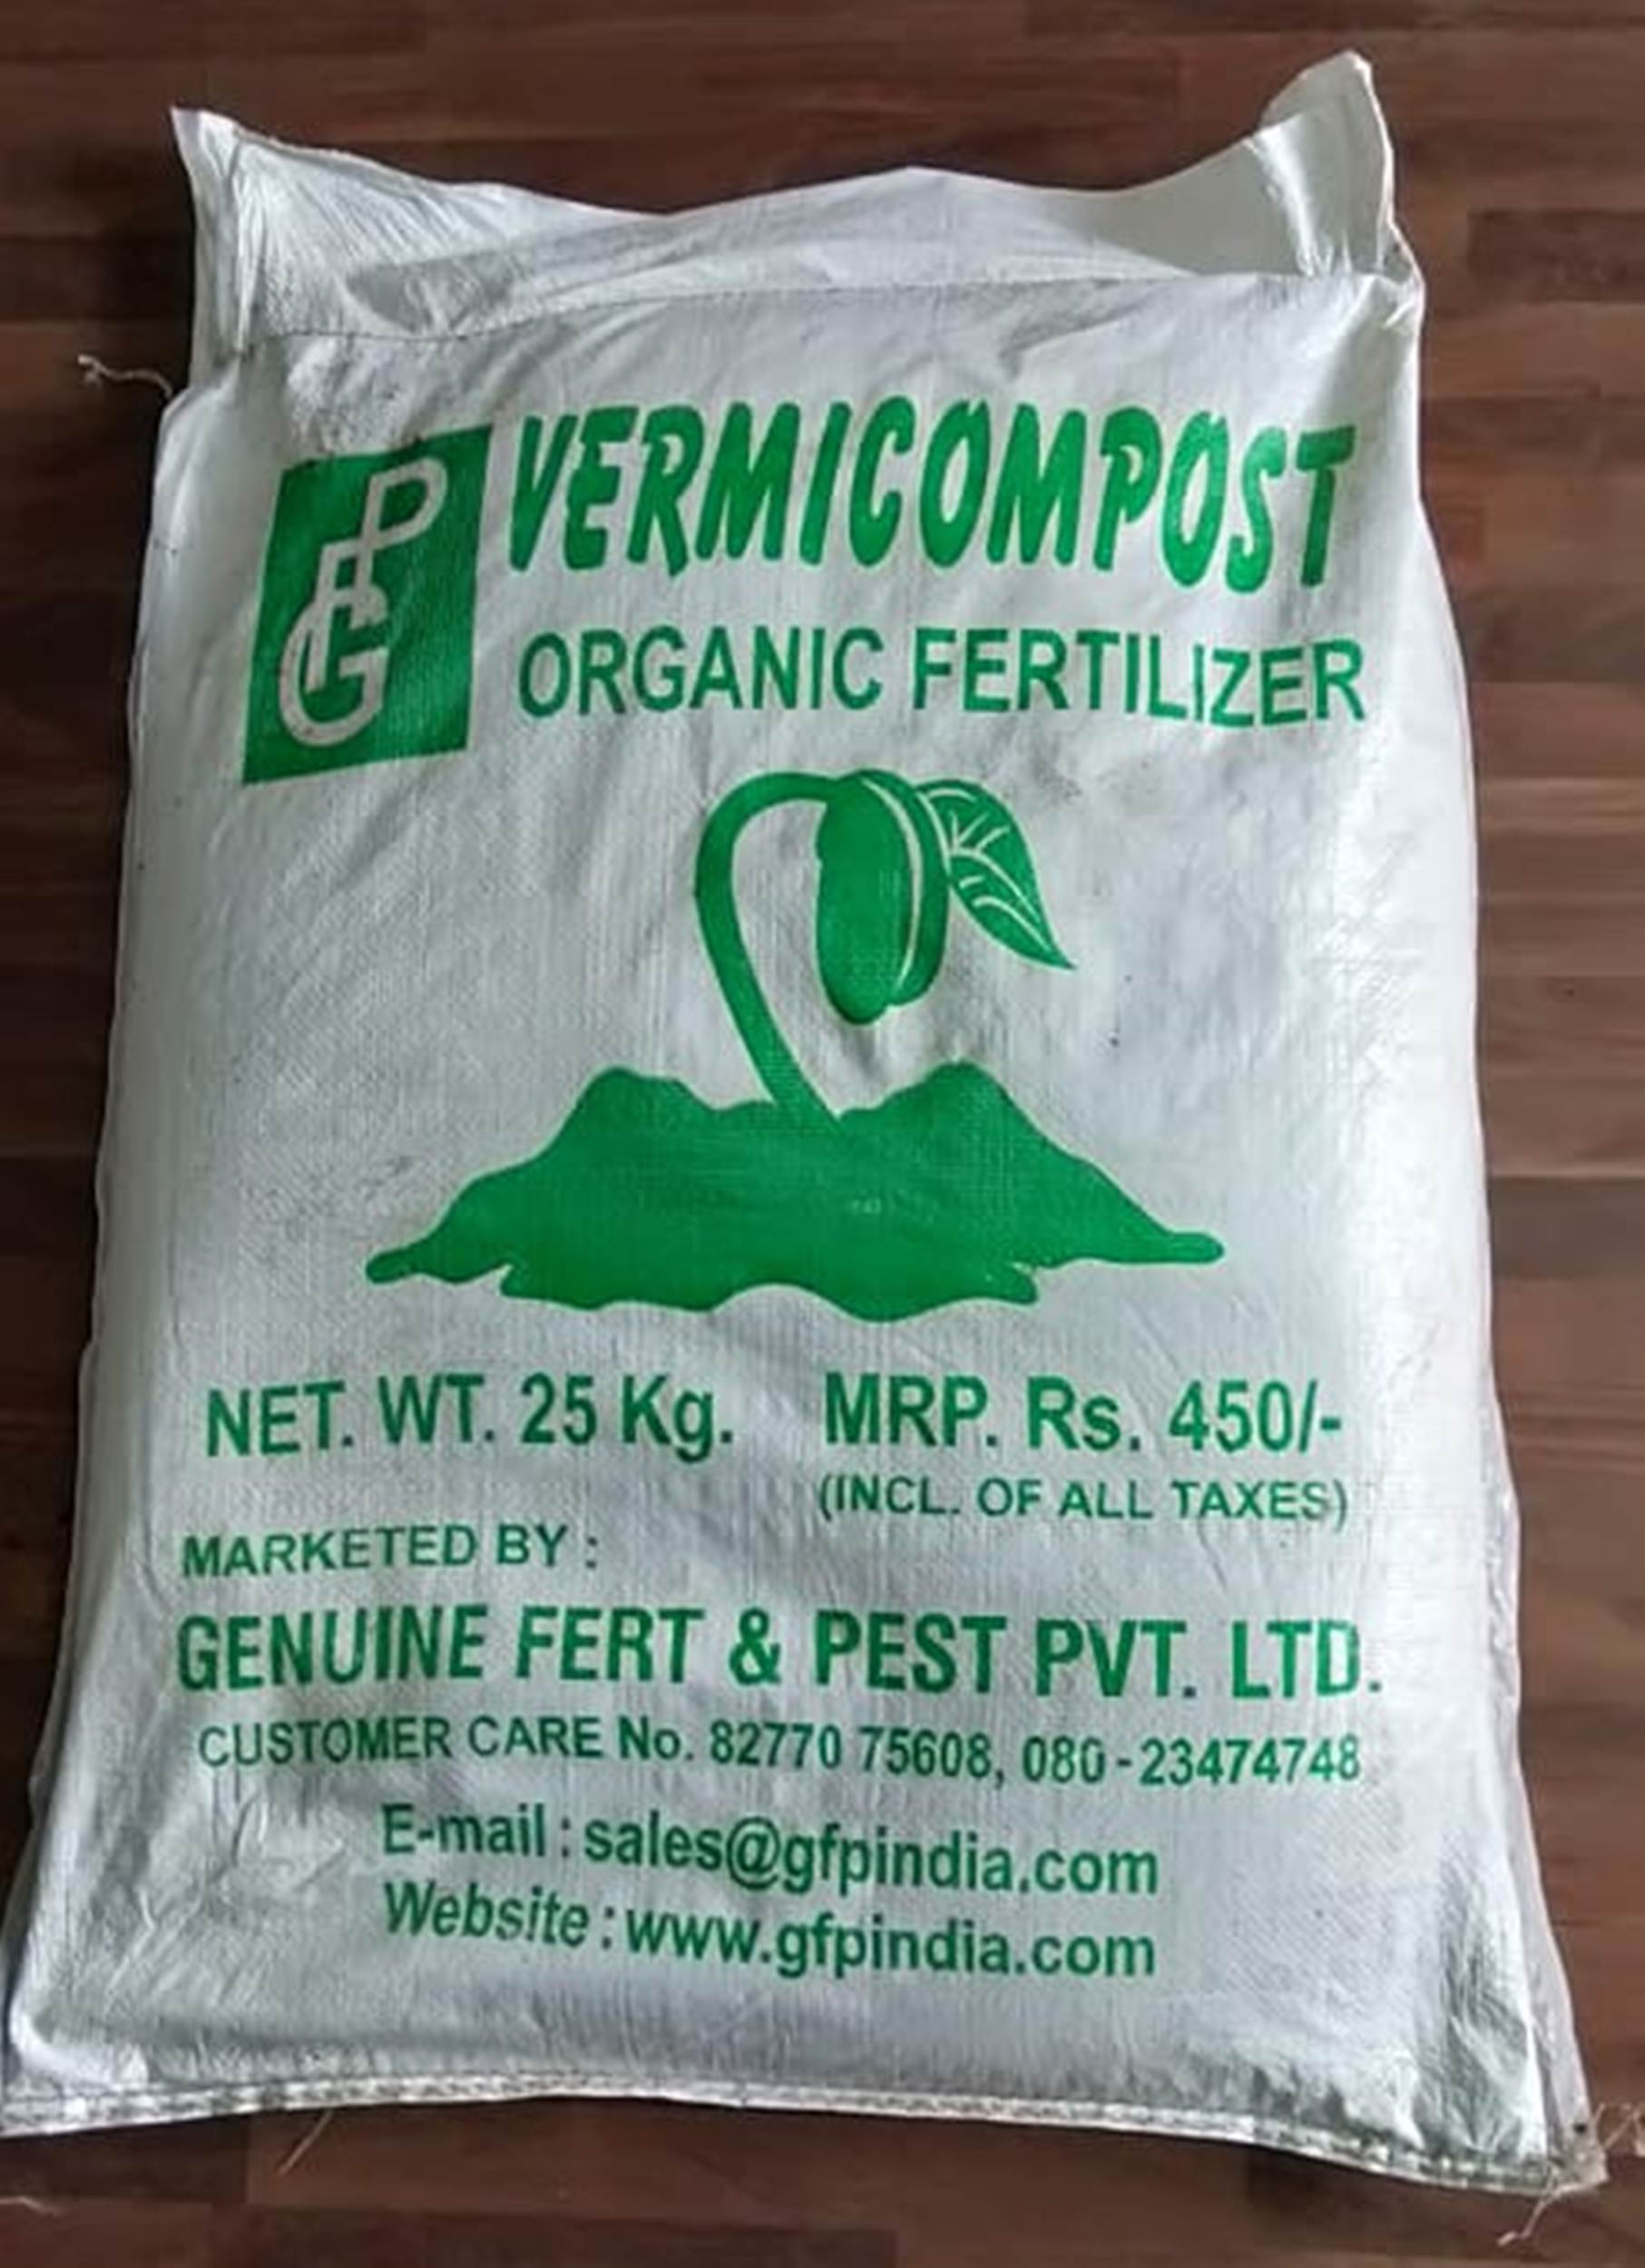 GFP
VERMICOMPOST
ORGANIC FERTILIZER
NET. WT. 25 Kg.
MRP. Rs. 450/-
(INCL. OF ALL TAXES)
MARKETED BY :
GENUINE FERT & PEST PVT. LTD.
CUSTOMER CARE No. 82770 75608, 080-23474748
E-mail : sales@gfpindia.com
Website : www.gfpindia.com